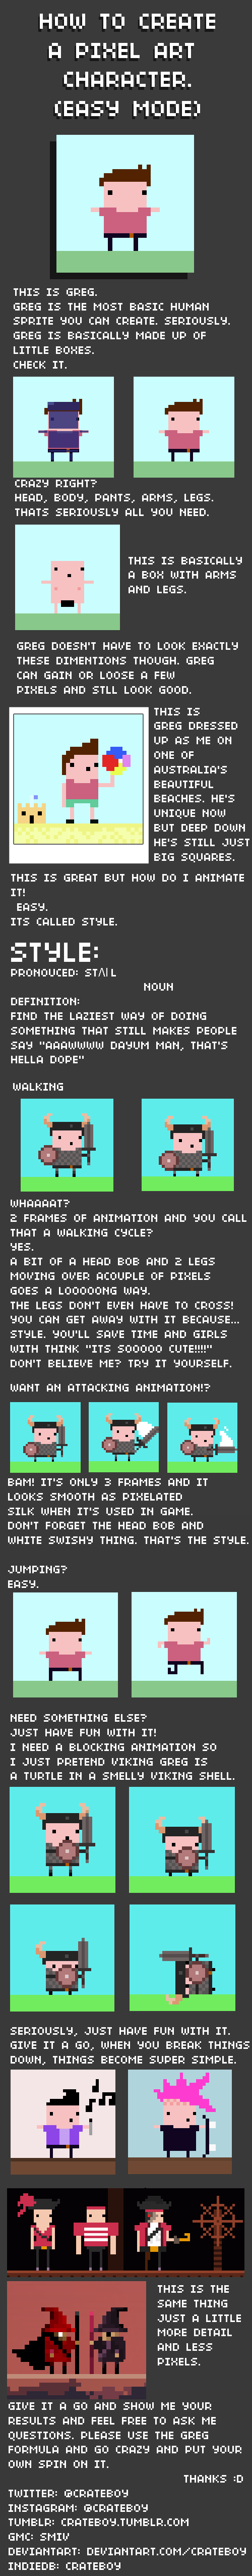 HOW TO CREATE
A PIXEL ART
CHARACTER.
(EASY MODE)
THIS IS GREG.
GREG IS THE MOST BASIC HUMAN
SPRITE YOU CAN CREATE. SERIOUSLY.
GREG IS BASICALLY MADE UP OF
LITTLE BOXES.
CHECK IT.
CRAZY RIGHT?
HEAD, BODY, PANTS, ARMS, LEGS.
THATS SERIOUSLY ALL YOU NEED.
THIS IS BASICALLY
A BOX WITH ARMS
AND LEGS.
GREG DOESN'T HAVE TO LOOK EXACTLY
THESE DIMENTIONS THOUGH. GREG
CAN GAIN OR LOOSE A FEW
PIXELS AND STLL LOOK GOOD.
THIS IS
GREG DRESSED
UP AS ME ON
ONE OF
AUSTRALIA'S
BEAUTIFUL
BEACHES. HE'S
UNIQUE NOW
BUT DEEP DOWN
HE'S STILL JUST
BIG SQUARES.
THIS IS GREAT BUT HOW DO I ANIMATE
IT!
EASY.
ITS CALLED STYLE.
STYLE:
PRONOUCED: STΛI L
NOUN
DEFINITION:
FIND THE LAZIEST WAY OF DOING
SOMETHING THAT STILL MAKES PEOPLE
SAY "AAAWWWW DAYUM MAN, THAT'S
HELLA DOPE"
WALKING
WHAAAAT?
2 FRAMES OF ANIMATION AND YOU CALL
THAT A WALKING CYCLE?
YES.
A BIT OF A HEAD BOB AND 2 LEGS
MOVING OVER ACOUPLE OF PIXELS
GOES A LOOOOONG WAY.
THE LEGS DON'T EVEN HAVE TO CROSS!
YOU CAN GET AWAY WITH IT BECAUSE...
STYLE. YOU'LL SAVE TIME AND GIRLS
WITH THINK "ITS SOOOOO CUTE!!!!"
DON'T BELIEVE ME? TRY IT YOURSELF.
WANT AN ATTACKING ANIMATION!?
BAM! IT'S ONLY 3 FRAMES AND IT
LOOKS SMOOTH AS PIXELATED
SILK WHEN IT'S USED IN GAME.
DON'T FORGET THE HEAD BOB AND
WHITE SWISHY THING. THAT'S THE STYLE.
JUMPING?
EASY.
NEED SOMETHING ELSE?
JUST HAVE FUN WITH IT!
I NEED A BLOCKING ANIMATION SO
I JUST PRETEND VIKING GREG IS
A TURTLE IN A SMELLY VIKING SHELL.
SERIOUSLY, JUST HAVE FUN WITH IT.
GIVE IT A GO, WHEN YOU BREAK THINGS
DOWN, THINGS BECOME SUPER SIMPLE.
THIS IS THE
SAME THING
JUST A LITTLE
MORE DETAIL
AND LESS
PIXELS.
GIVE IT A GO AND SHOW ME YOUR
RESULTS AND FEEL FREE TO ASK ME
QUESTIONS. PLEASE USE THE GREG
FORMULA AND GO CRAZY AND PUT YOUR
OWN SPIN ON IT.
THANKS :D
TWITTER: @CRATEBOY
INSTAGRAM: @CRATEBOY
TUMBLR: CRATEBOY.TUMBLR.COM
GMC: SMIV
DEVIANTART: DEVIANTART.COM/CRATEBOY
INDIEDB: CRATEBOY